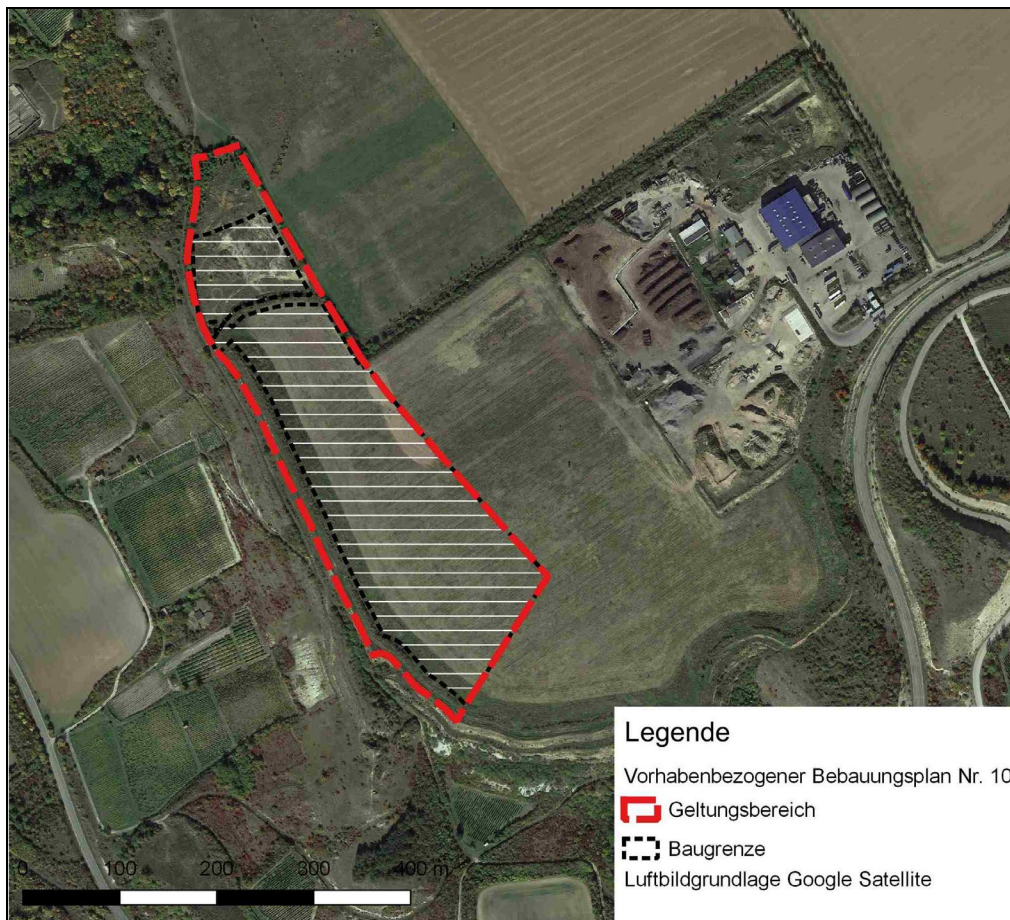 Legende
Vorhabenbezogener Bebauungsplan Nr. 10
Geltungsbereich
Baugrenze
Luftbildgrundlage Google Satellite
0 100 200 300 400 m